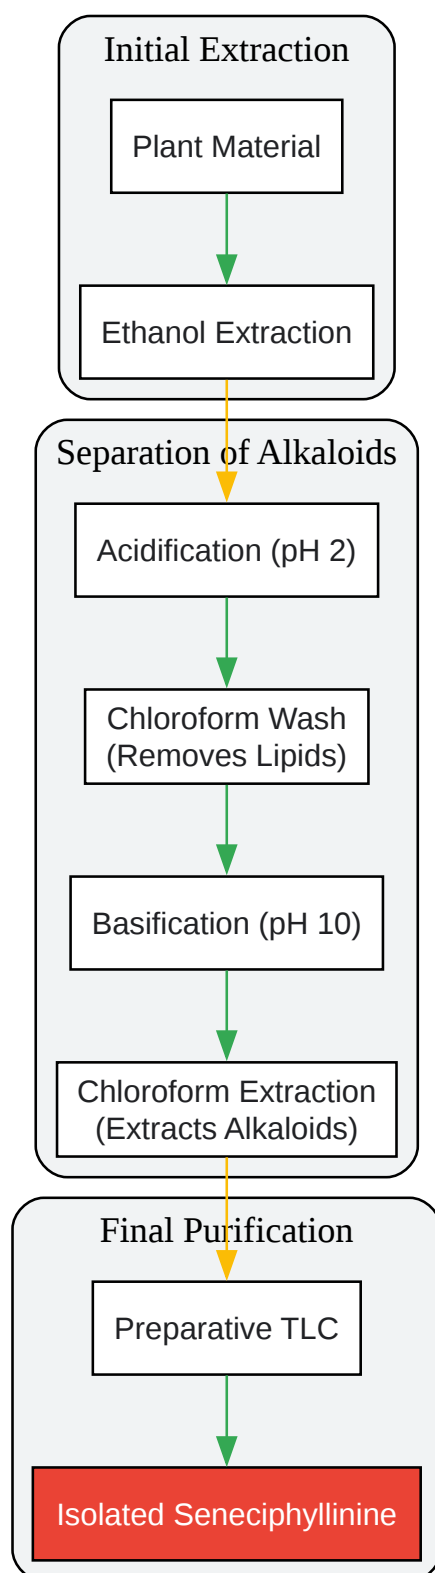 Initial Extraction
Plant Material
Ethanol Extraction
Separation of Alkaloids
Acidification (pH 2)
Chloroform Wash
(Removes Lipids)
Basification (pH 10)
Chloroform Extraction
(Extracts Alkaloids)
Final Purification
Preparative TLC
Isolated Seneciphyllinine